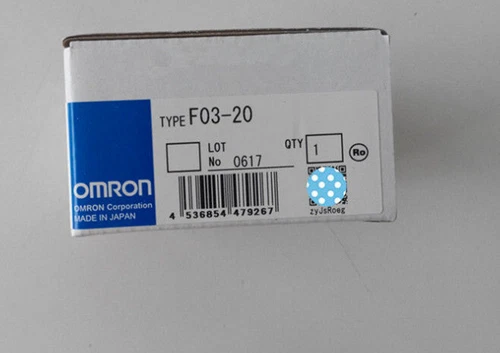 TYPE F03-20
LOT
No 0617
QTY 1
Ro
OMRON
OMRON Corporation
MADE IN JAPAN
4 536854 479267
zyJsRoeg